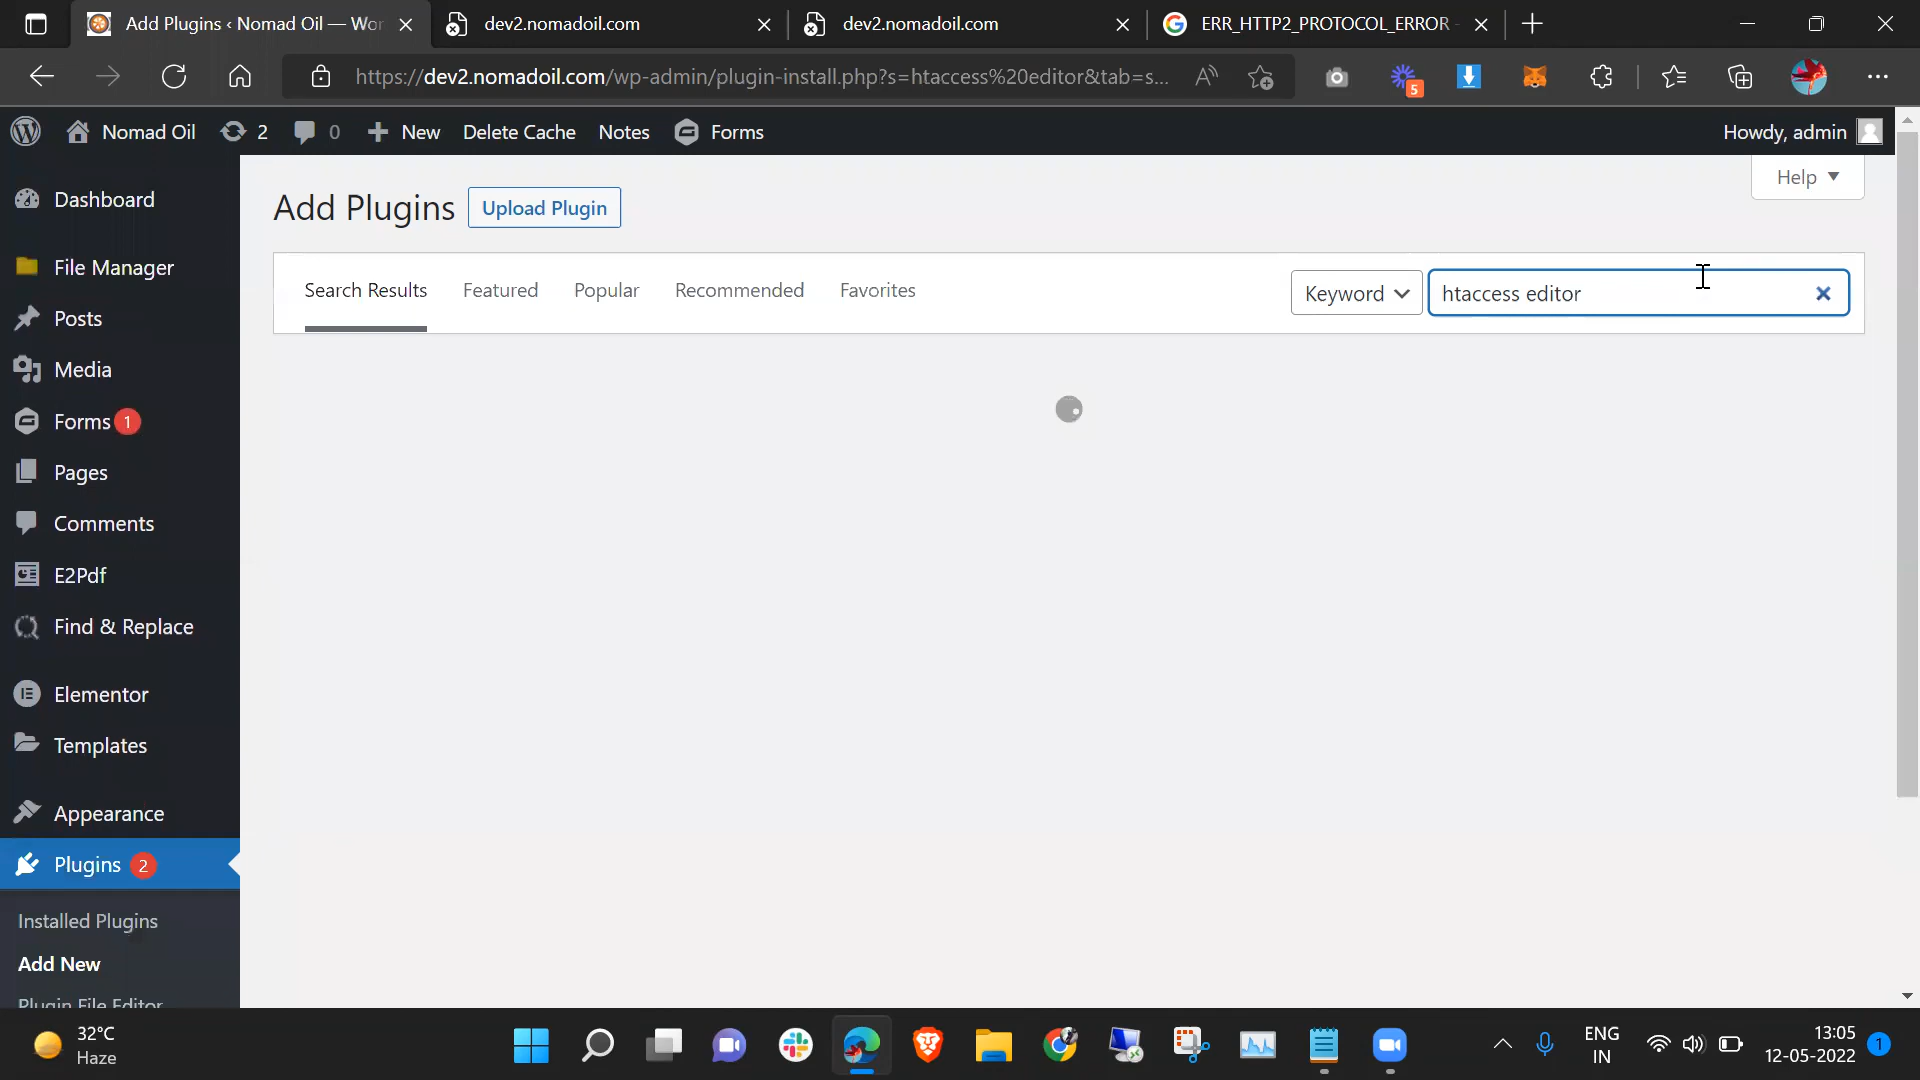 Add Plugins ‹ Nomad Oil — Wor
dev2.nomadoil.com
dev2.nomadoil.com
ERR_HTTP2_PROTOCOL_ERROR -
https://dev2.nomadoil.com/wp-admin/plugin-install.php?s=htaccess%20editor&tab=s...
5
Nomad Oil
2
0
New
Delete Cache
Notes
Forms
Howdy, admin
Dashboard
File Manager
Posts
Media
Forms 1
Pages
Comments
E2Pdf
Find & Replace
Elementor
Templates
Appearance
Plugins 2
Installed Plugins
Add New
Plugin File Editor
Help
Add Plugins
Upload Plugin
Search Results
Featured
Popular
Recommended
Favorites
Keyword
htaccess editor
32°C
Haze
ENG
IN
13:05
12-05-2022
1